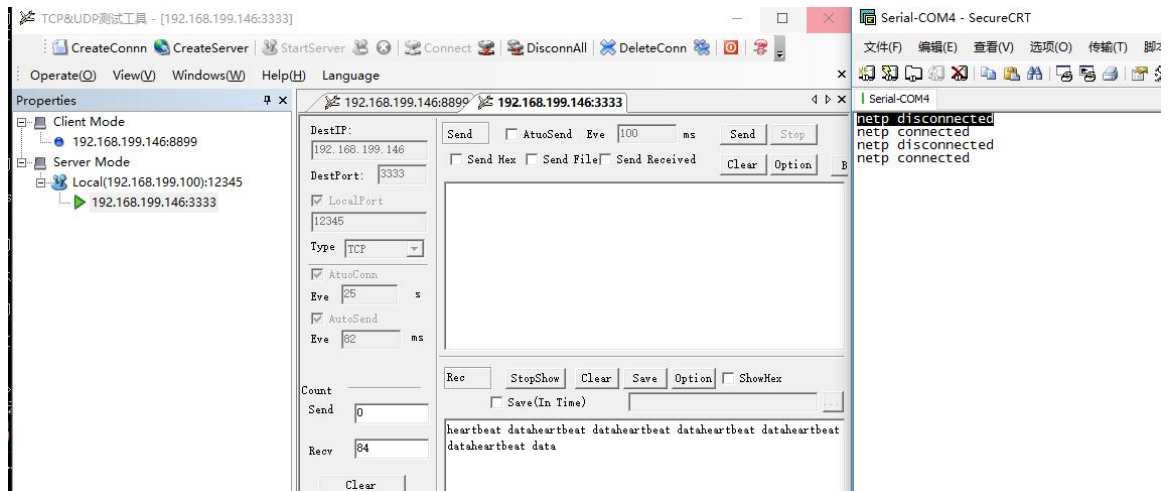 TCP&UDP测试工具 - [192.168.199.146:3333]
CreateConnn CreateServer StartServer Connect DisconnAll DeleteConn
Operate(O) View(V) Windows(W) Help(H) Language
Properties
Client Mode
192.168.199.146:8899
Server Mode
Local(192.168.199.100):12345
192.168.199.146:3333
192.168.199.146:8899 192.168.199.146:3333
DestIP:
192.168.199.146
DestPort: 3333
LocalPort
12345
Type TCP
AtuoConn
Eve 25 s
AutoSend
Eve 82 ms
Count
Send 0
Recv 84
Clear
Send AtuoSend Eve 100 ms Send Stop
Send Hex Send File Send Received Clear Option B
Rec StopShow Clear Save Option ShowHex
Save(In Time) ...
heartbeat dataheartbeat dataheartbeat dataheartbeat dataheartbeat
dataheartbeat data
Serial-COM4 - SecureCRT
文件(F) 编辑(E) 查看(V) 选项(O) 传输(T)
Serial-COM4
netp disconnected
netp connected
netp disconnected
netp connected